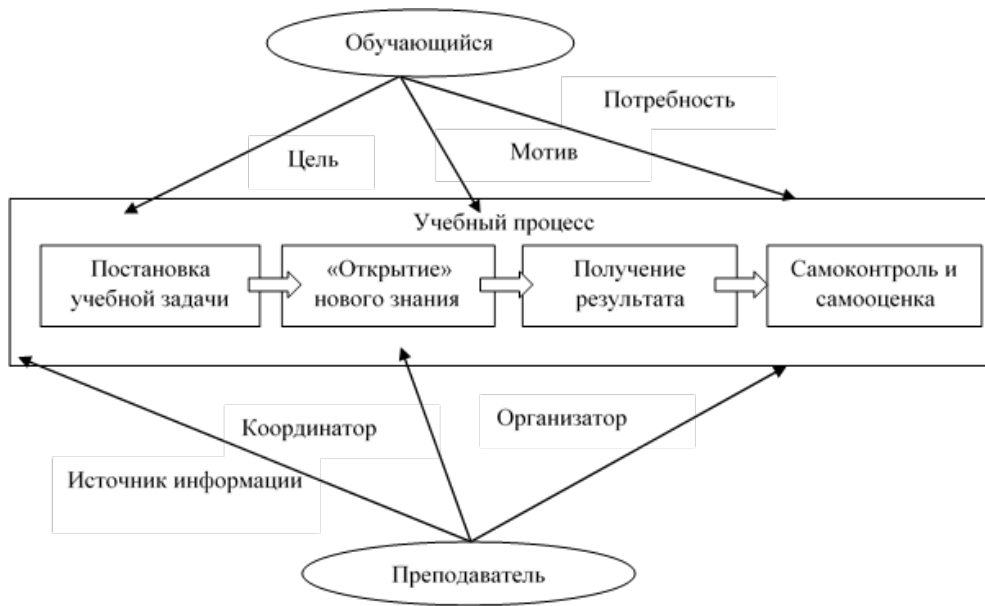 Обучающийся
Потребность
Мотив
Цель
Учебный процесс
Постановка
учебной задачи
«Открытие»
нового знания
Получение
результата
Самоконтроль и
самооценка
Организатор
Координатор
Источник информации
Преподаватель